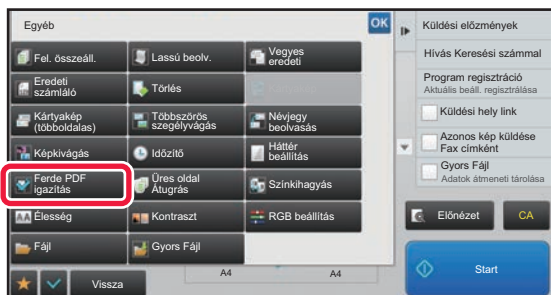 Egyéb
OK
Fel. összeáll.
Lassú beolv.
Vegyes
eredeti
Eredeti
számláló
Törlés
Kártyakép
(többoldalas)
Többszörös
szegélyvágás
Névjegy
beolvasás
Képkivágás
Időzítő
Háttér
beállítás
Ferde PDF
igazítás
Üres oldal
Átugrás
Színkihagyás
AA Élesség
Kontraszt
RGB beállítás
Fájl
Gyors Fájl
Vissza
A4
A4
Küldési előzmények
Hívás Keresési számmal
Program regisztráció
Aktuális beáll. regisztrálása
Küldési hely link
Azonos kép küldése
Fax címként
Gyors Fájl
Adatok átmeneti tárolása
Előnézet
CA
Start